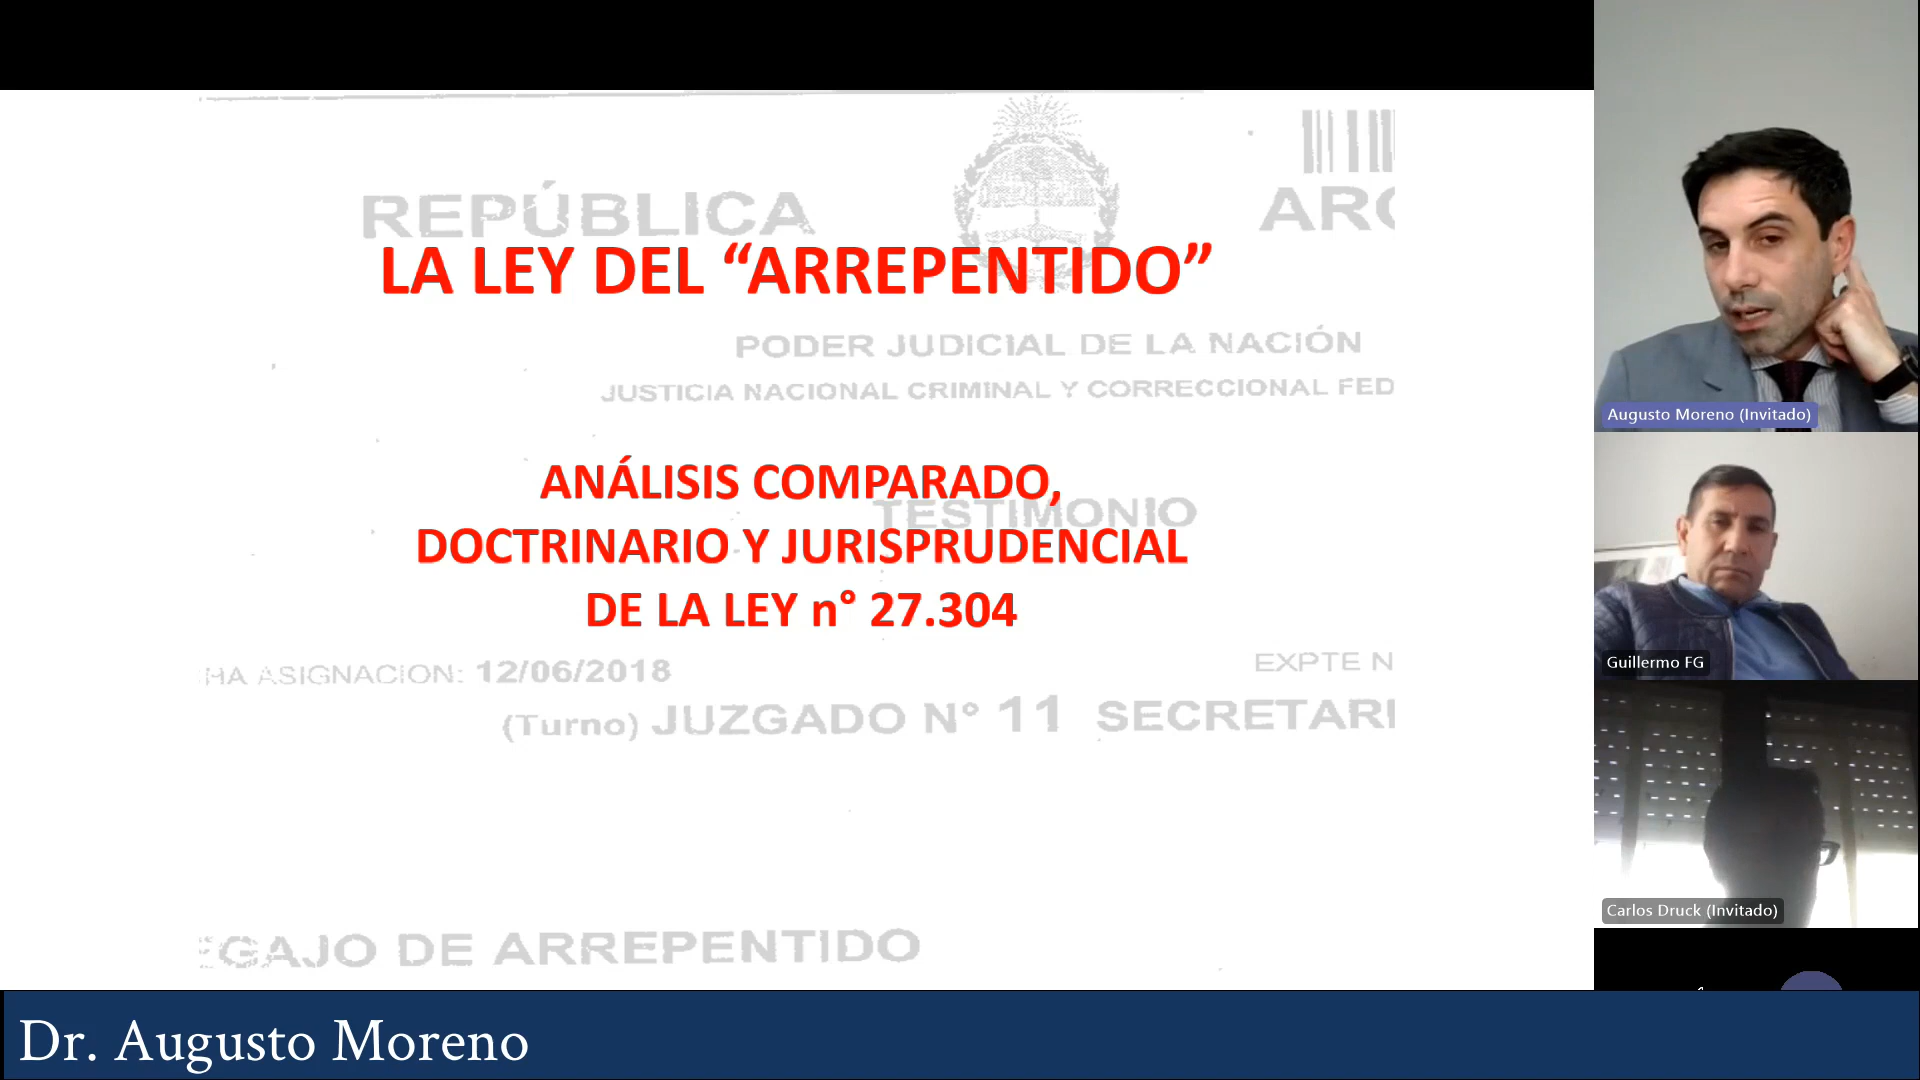 REPÚBLICA
LA LEY DEL “ARREPENTIDO”
PODER JUDICIAL DE LA NACIÓN
JUSTICIA NACIONAL CRIMINAL Y CORRECCIONAL FED
ANÁLISIS COMPARADO,
TESTIMONIO
DOCTRINARIO Y JURISPRUDENCIAL
DE LA LEY n° 27.304
HA ASIGNACION: 12/06/2018
EXPTE N
(Turno) JUZGADO N° 11 SECRETARI
EGAJO DE ARREPENTIDO
Augusto Moreno (Invitado)
Guillermo FG
Carlos Druck (Invitado)
Dr. Augusto Moreno